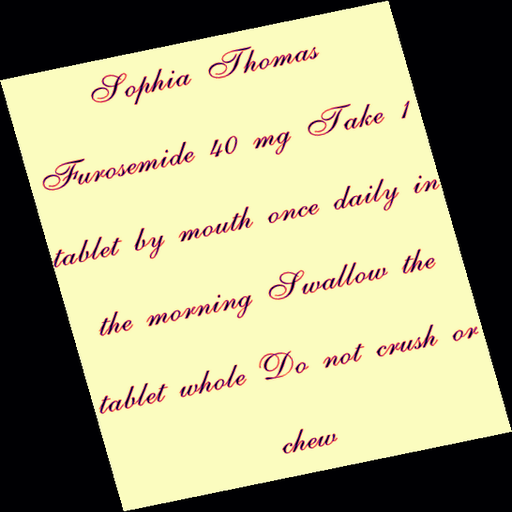 Sophia Thomas
Furosemide 40 mg Take 1
tablet by mouth once daily in
the morning Swallow the
tablet whole Do not crush or
chew